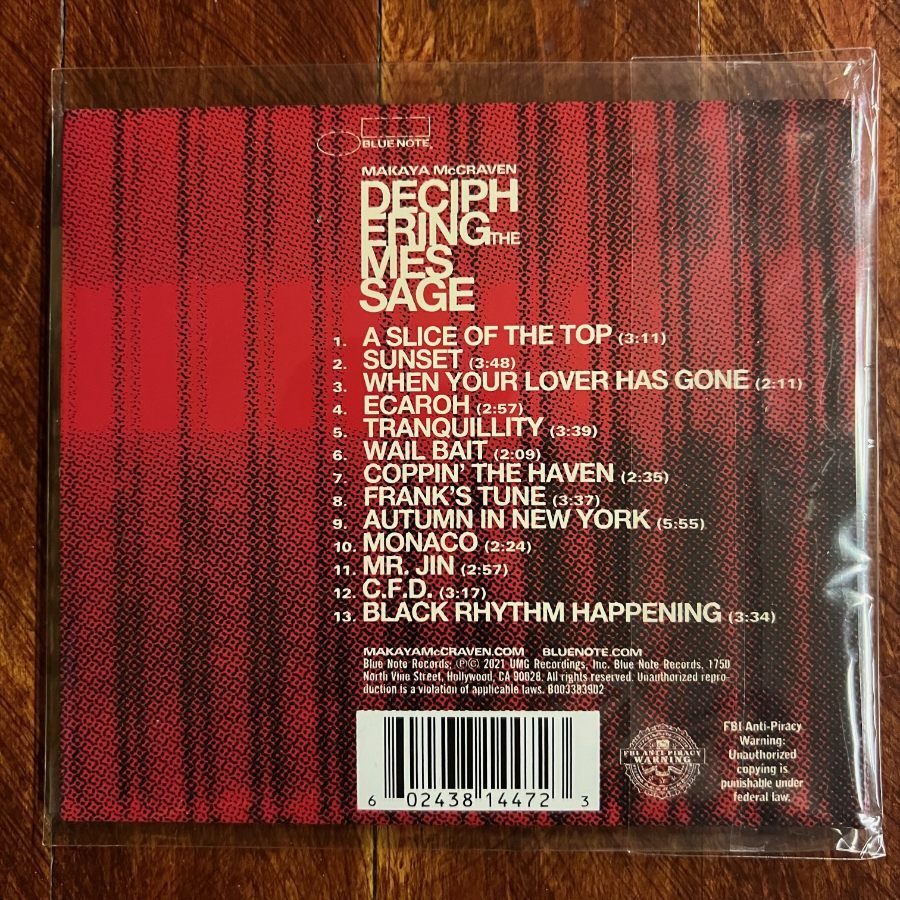 BLUE NOTE
MAKAYA McCRAVEN
DECIPH
ERING THE
MES
SAGE
1. A SLICE OF THE TOP (3:11)
2. SUNSET (3:48)
3. WHEN YOUR LOVER HAS GONE (2:11)
4. ECAROH (2:57)
5. TRANQUILLITY (3:39)
6. WAIL BAIT (2:09)
7. COPPIN' THE HAVEN (2:35)
8. FRANK'S TUNE (3:37)
9. AUTUMN IN NEW YORK (5:55)
10. MONACO (2:24)
11. MR. JIN (2:57)
12. C.F.D. (3:17)
13. BLACK RHYTHM HAPPENING (3:34)
MAKAYAMcCRAVEN.COM BLUENOTE.COM
Blue Note Records; ℗© 2021 UMG Recordings, Inc. Blue Note Records, 1750
North Vine Street, Hollywood, CA 90028. All rights reserved. Unauthorized repro-
duction is a violation of applicable laws. B003383902
6 02438 14472 3
FBI ANTI-PIRACY
WARNING
FBI Anti-Piracy
Warning:
Unauthorized
copying is
punishable under
federal law.